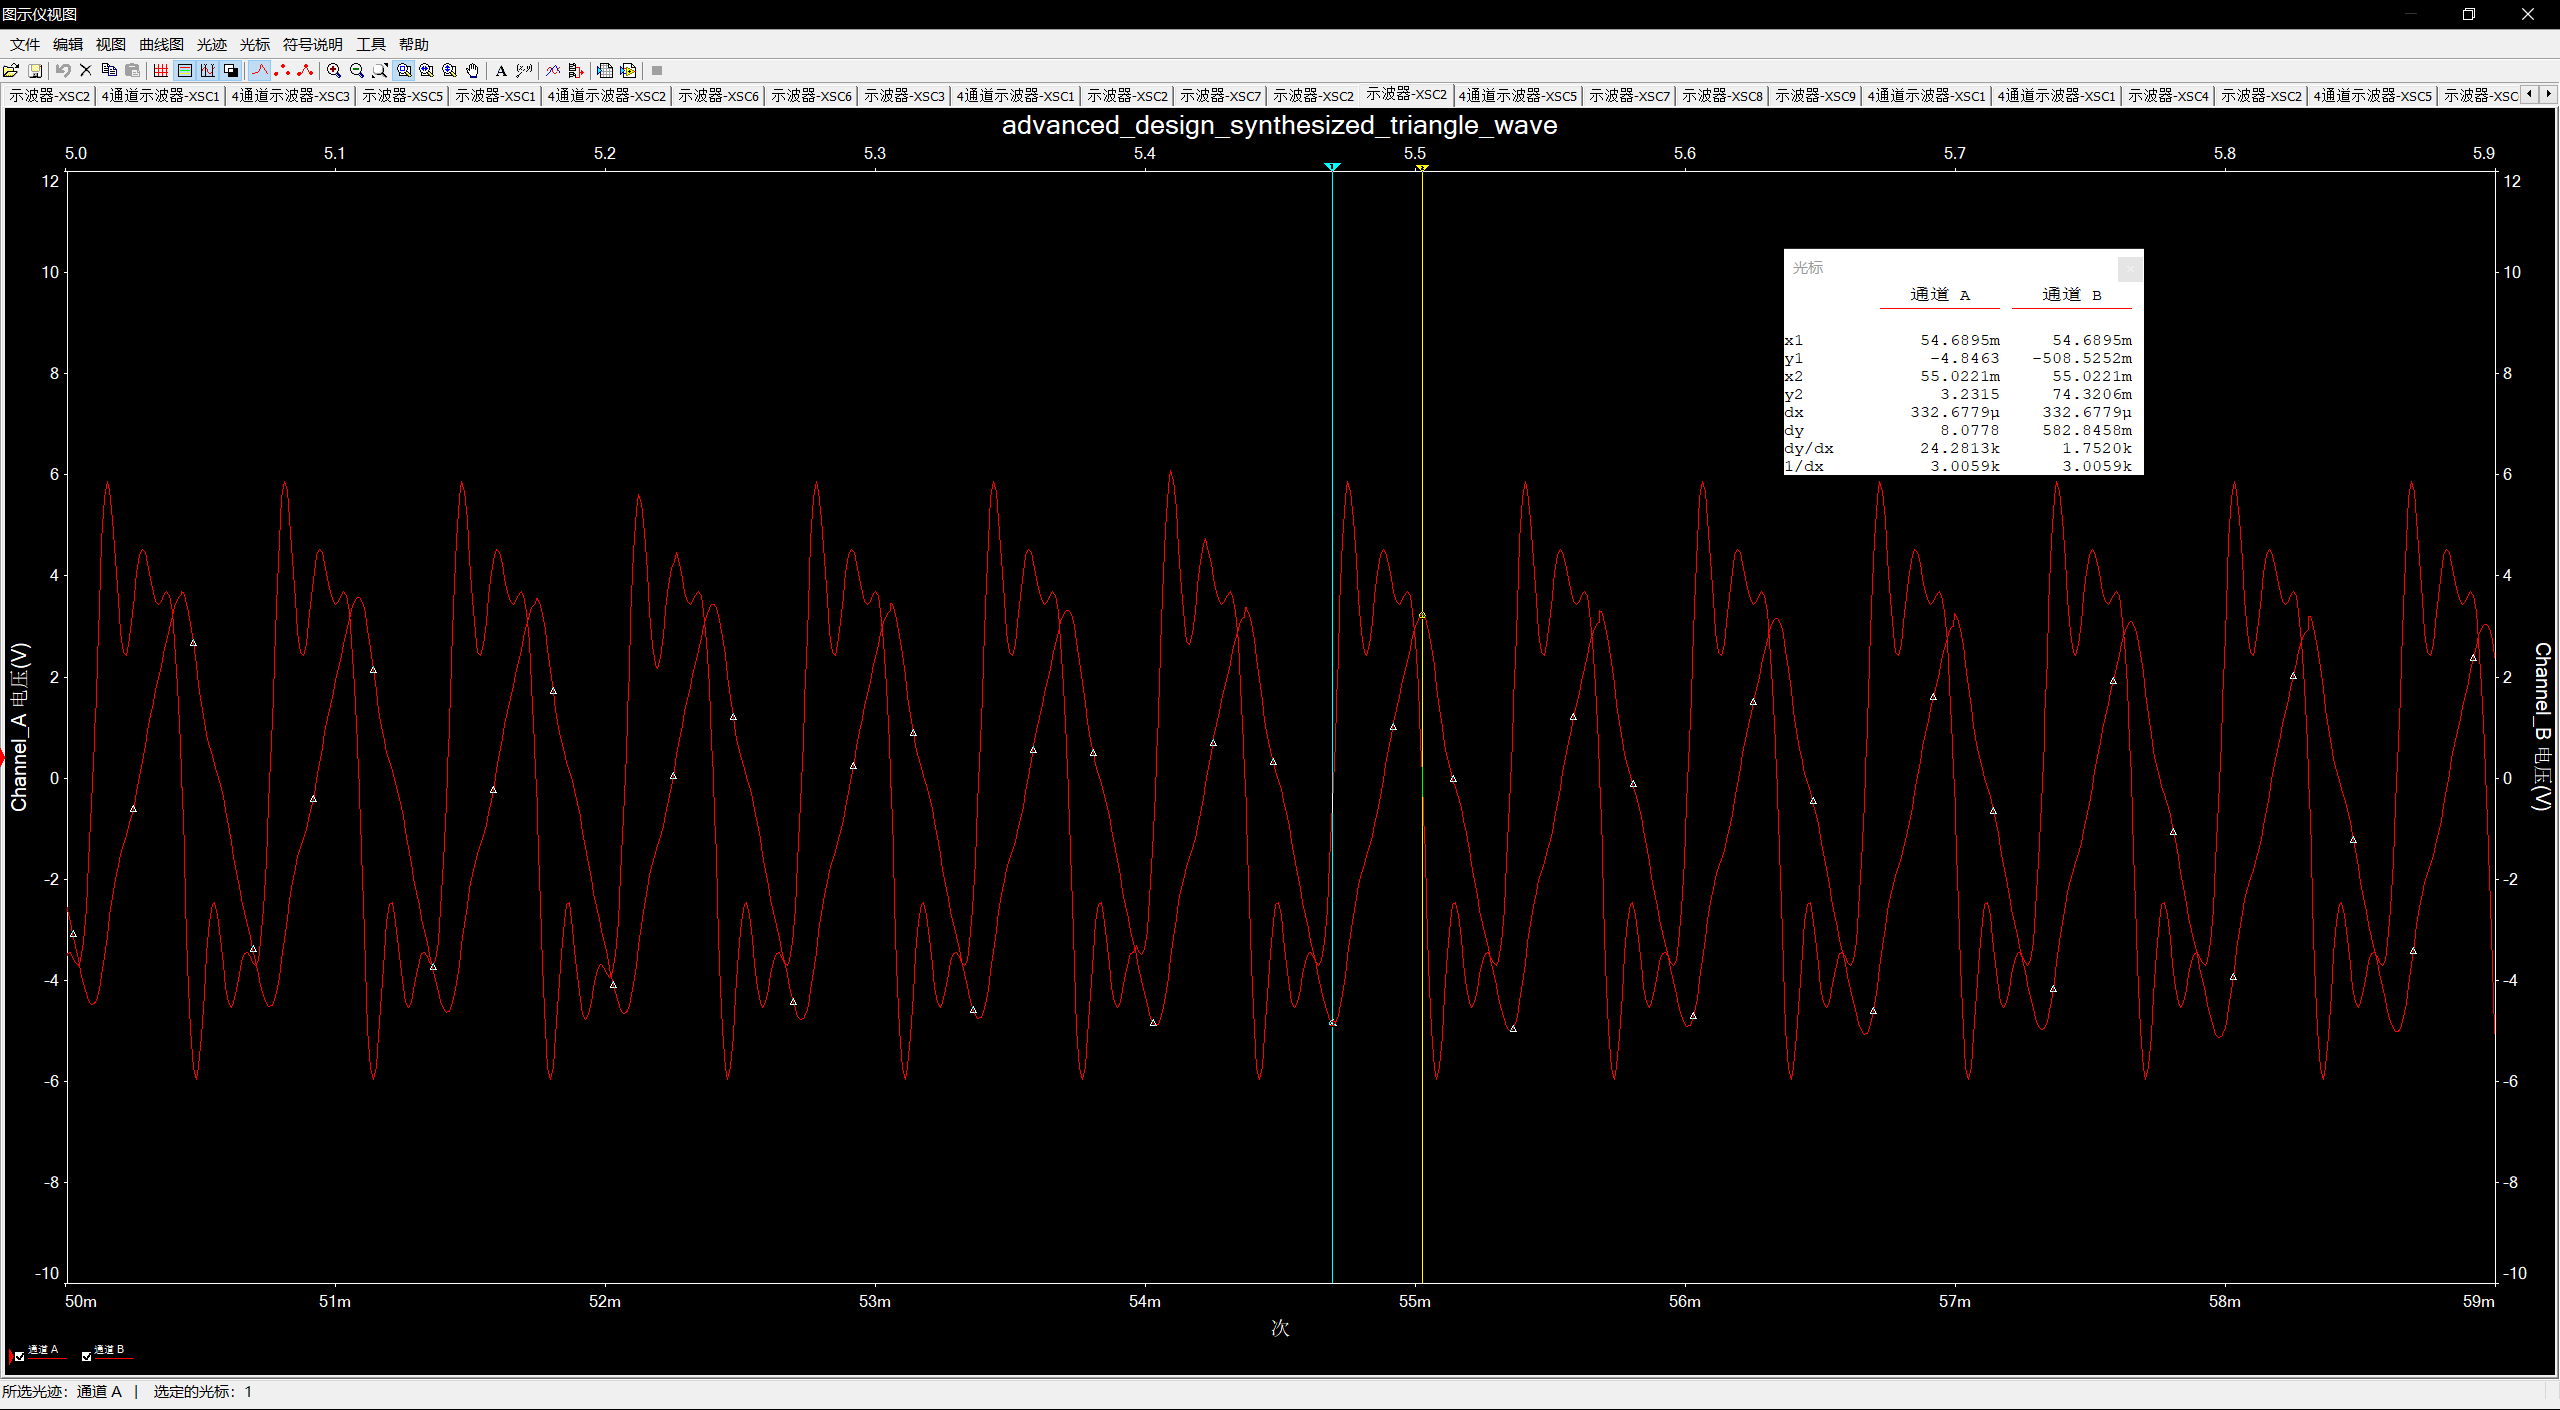 图示仪视图
文件 编辑 视图 曲线图 光迹 光标 符号说明 工具 帮助
示波器-XSC2 4通道示波器-XSC1 4通道示波器-XSC3 示波器-XSC5 示波器-XSC1 4通道示波器-XSC2 示波器-XSC6 示波器-XSC6 示波器-XSC3 4通道示波器-XSC1 示波器-XSC2 示波器-XSC7 示波器-XSC2 示波器-XSC2 4通道示波器-XSC5 示波器-XSC7 示波器-XSC8 示波器-XSC9 4通道示波器-XSC1 4通道示波器-XSC1 示波器-XSC4 示波器-XSC2 4通道示波器-XSC5 示波器-XSC
advanced_design_synthesized_triangle_wave
5.0 5.1 5.2 5.3 5.4 5.5 5.6 5.7 5.8 5.9
12
10
8
6
4
2
0
-2
-4
-6
-8
-10
Channel_A 电压(V)
光标
通道 A 通道 B
x1 54.6895m 54.6895m
y1 -4.8463 -508.5252m
x2 55.0221m 55.0221m
y2 3.2315 74.3206m
dx 332.6779µ 332.6779µ
dy 8.0778 582.8458m
dy/dx 24.2813k 1.7520k
1/dx 3.0059k 3.0059k
12
10
8
6
4
2
0
-2
-4
-6
-8
-10
Channel_B 电压(V)
50m 51m 52m 53m 54m 55m 56m 57m 58m 59m
次
通道 A 通道 B
所选光迹: 通道 A | 选定的光标: 1